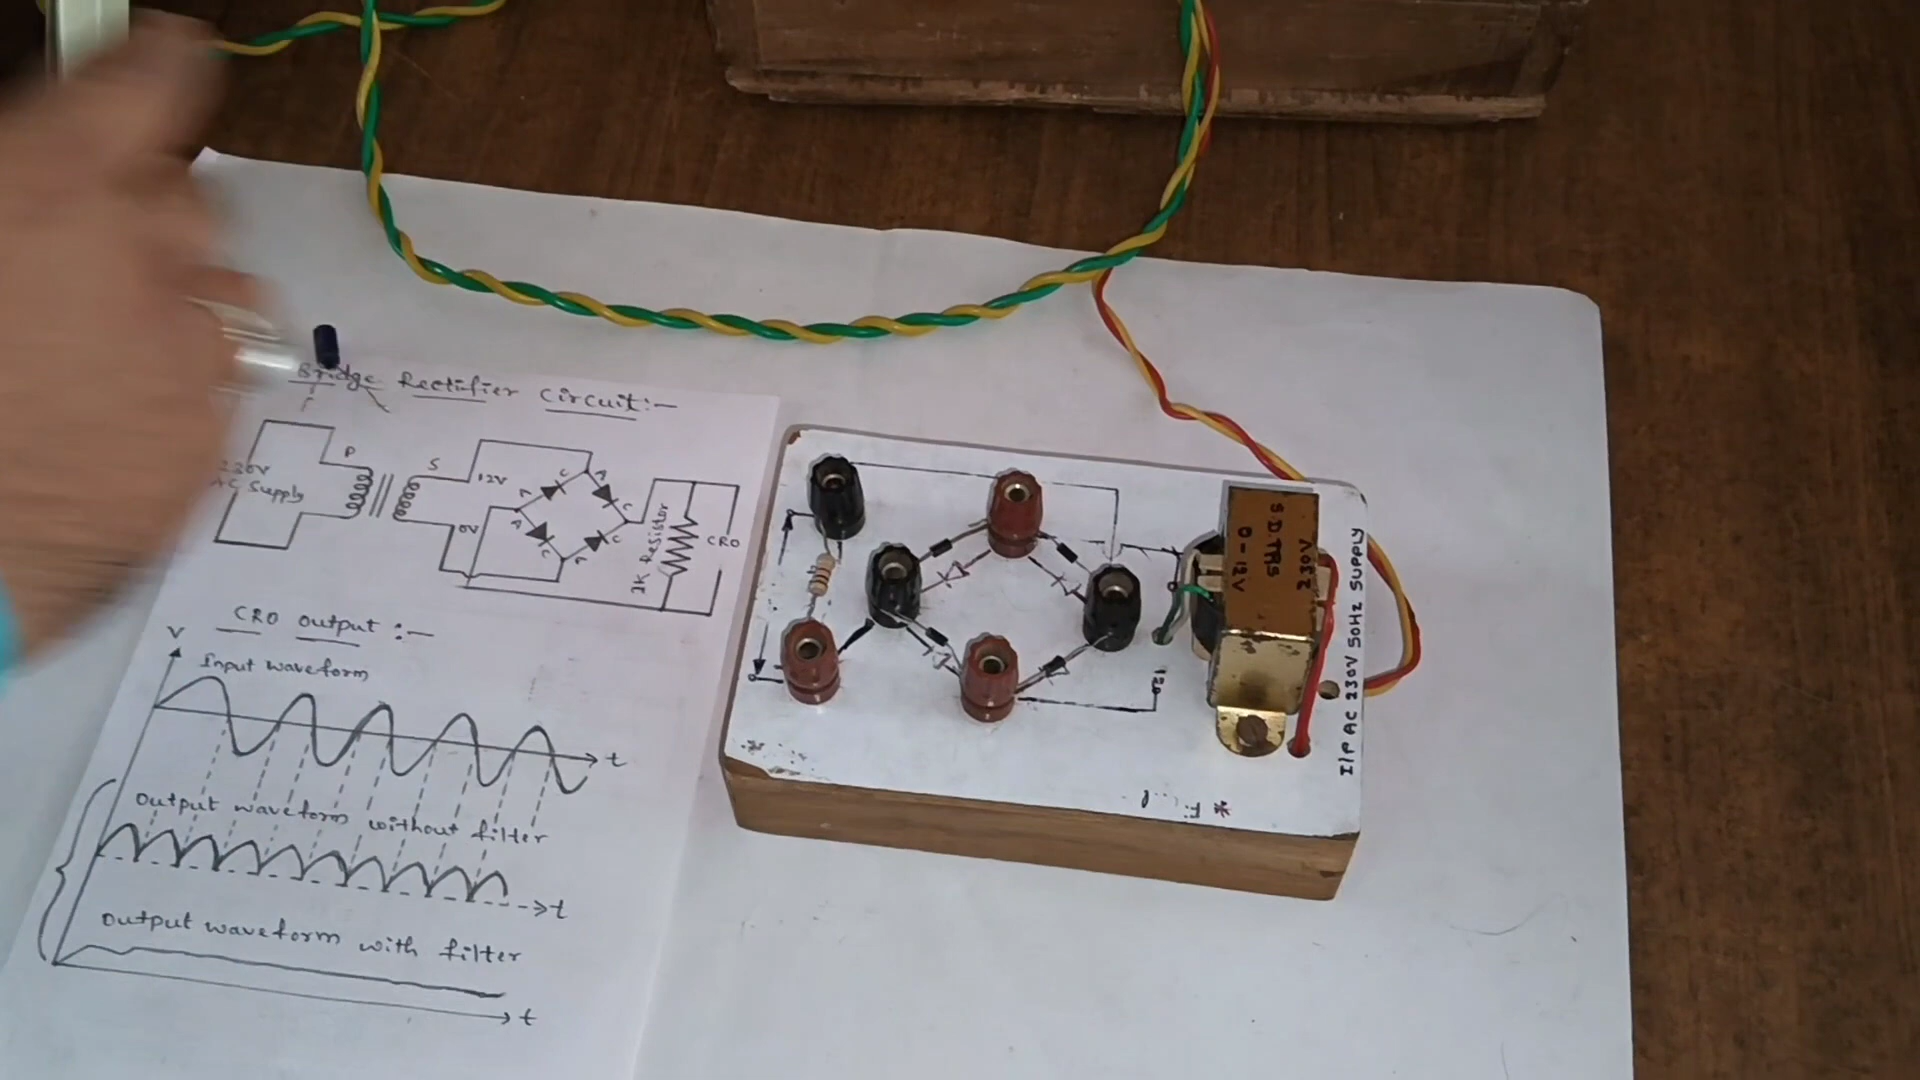 Bridge Rectifier Circuit:-
230V
AC Supply
P
S
12V
0V
A
C
A
C
A
C
A
C
1K Resistor
CRO
CRO output :-
V
Input waveform
t
Output waveform without filter
t
Output waveform with filter
t
S.D.TRS
0-12V
230V
I/P AC 230V 50HZ SUPPLY